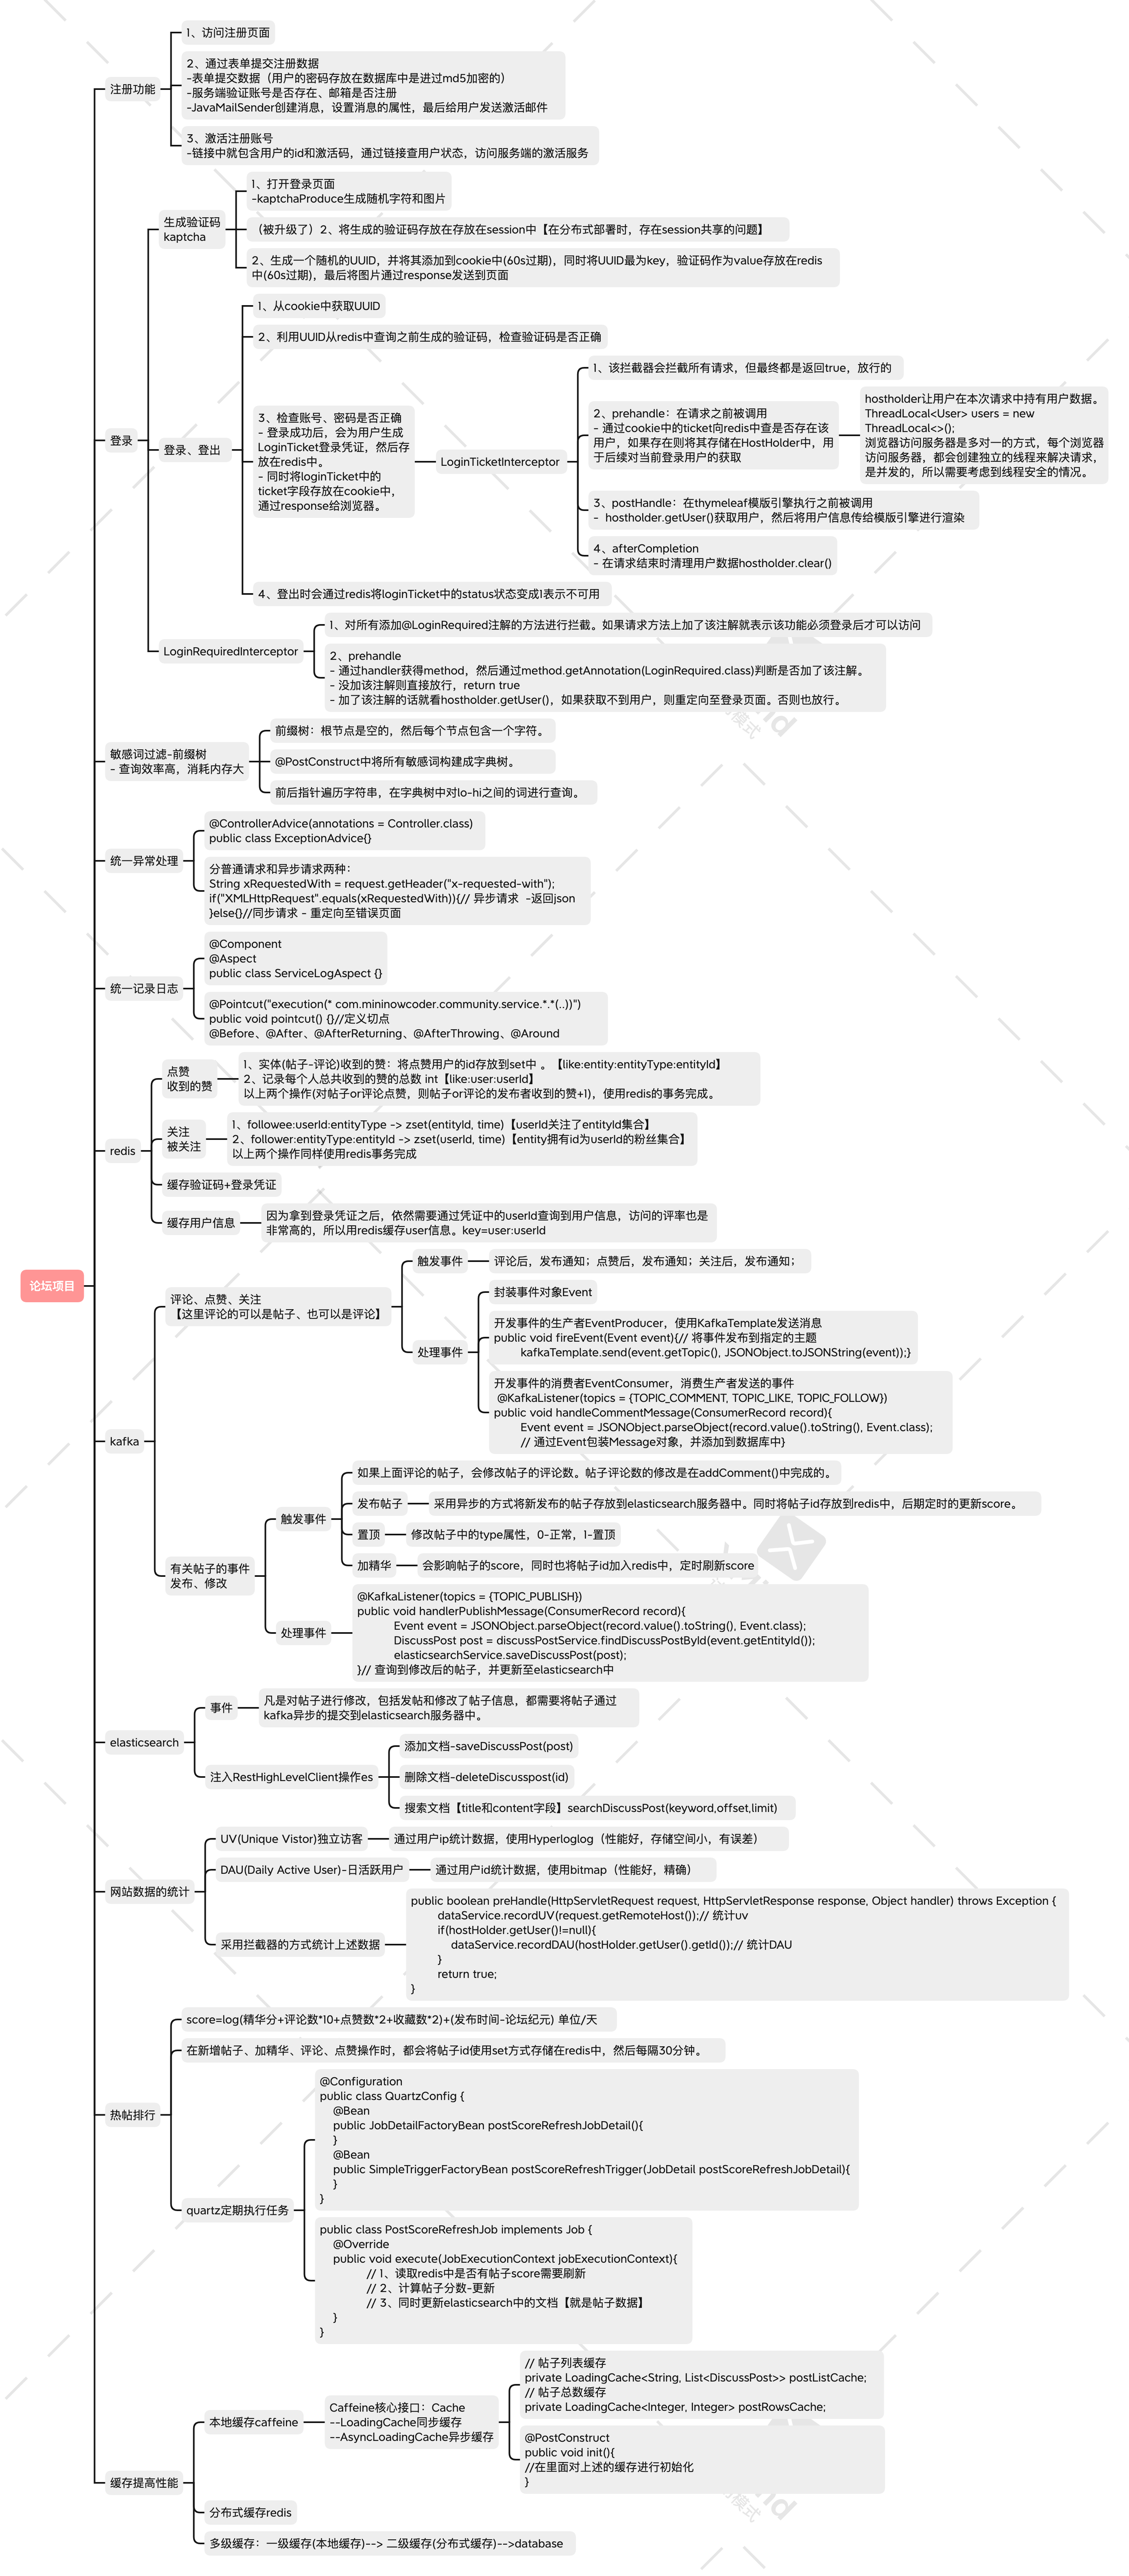 论坛项目
注册功能
1、访问注册页面
2、通过表单提交注册数据
-表单提交数据（用户的密码存放在数据库中是进过md5加密的）
-服务端验证账号是否存在、邮箱是否注册
-JavaMailSender创建消息，设置消息的属性，最后给用户发送激活邮件
3、激活注册账号
-链接中就包含用户的id和激活码，通过链接查用户状态，访问服务端的激活服务
登录
生成验证码
kaptcha
1、打开登录页面
-kaptchaProduce生成随机字符和图片
（被升级了）2、将生成的验证码存放在存放在session中【在分布式部署时，存在session共享的问题】
2、生成一个随机的UUID，并将其添加到cookie中(60s过期)，同时将UUID最为key，验证码作为value存放在redis
中(60s过期)，最后将图片通过response发送到页面
登录、登出
1、从cookie中获取UUID
2、利用UUID从redis中查询之前生成的验证码，检查验证码是否正确
3、检查账号、密码是否正确
- 登录成功后，会为用户生成
LoginTicket登录凭证，然后存
放在redis中。
- 同时将loginTicket中的
ticket字段存放在cookie中，
通过response给浏览器。
LoginTicketInterceptor
1、该拦截器会拦截所有请求，但最终都是返回true，放行的
2、prehandle：在请求之前被调用
- 通过cookie中的ticket向redis中查是否存在该
用户，如果存在则将其存储在HostHolder中，用
于后续对当前登录用户的获取
hostholder让用户在本次请求中持有用户数据。
ThreadLocal<User> users = new
ThreadLocal<>();
浏览器访问服务器是多对一的方式，每个浏览器
访问服务器，都会创建独立的线程来解决请求，
是并发的，所以需要考虑到线程安全的情况。
3、postHandle：在thymeleaf模版引擎执行之前被调用
- hostholder.getUser()获取用户，然后将用户信息传给模版引擎进行渲染
4、afterCompletion
- 在请求结束时清理用户数据hostholder.clear()
4、登出时会通过redis将loginTicket中的status状态变成1表示不可用
LoginRequiredInterceptor
1、对所有添加@LoginRequired注解的方法进行拦截。如果请求方法上加了该注解就表示该功能必须登录后才可以访问
2、prehandle
- 通过handler获得method，然后通过method.getAnnotation(LoginRequired.class)判断是否加了该注解。
- 没加该注解则直接放行，return true
- 加了该注解的话就看hostholder.getUser()，如果获取不到用户，则重定向至登录页面。否则也放行。
敏感词过滤-前缀树
- 查询效率高，消耗内存大
前缀树：根节点是空的，然后每个节点包含一个字符。
@PostConstruct中将所有敏感词构建成字典树。
前后指针遍历字符串，在字典树中对lo-hi之间的词进行查询。
统一异常处理
@ControllerAdvice(annotations = Controller.class)
public class ExceptionAdvice{}
分普通请求和异步请求两种：
String xRequestedWith = request.getHeader("x-requested-with");
if("XMLHttpRequest".equals(xRequestedWith)){// 异步请求 -返回json
}else{}//同步请求 - 重定向至错误页面
统一记录日志
@Component
@Aspect
public class ServiceLogAspect {}
@Pointcut("execution(* com.mininowcoder.community.service.*.*(..))")
public void pointcut() {}//定义切点
@Before、@After、@AfterReturning、@AfterThrowing、@Around
redis
点赞
收到的赞
1、实体(帖子-评论)收到的赞：将点赞用户的id存放到set中 。【like:entity:entityType:entityId】
2、记录每个人总共收到的赞的总数 int【like:user:userId】
以上两个操作(对帖子or评论点赞，则帖子or评论的发布者收到的赞+1)，使用redis的事务完成。
关注
被关注
1、followee:userId:entityType -> zset(entityId, time)【userId关注了entityId集合】
2、follower:entityType:entityId -> zset(userId, time)【entity拥有id为userId的粉丝集合】
以上两个操作同样使用redis事务完成
缓存验证码+登录凭证
缓存用户信息
因为拿到登录凭证之后，依然需要通过凭证中的userId查询到用户信息，访问的评率也是
非常高的，所以用redis缓存user信息。key=user:userId
kafka
评论、点赞、关注
【这里评论的可以是帖子、也可以是评论】
触发事件
评论后，发布通知；点赞后，发布通知；关注后，发布通知；
处理事件
封装事件对象Event
开发事件的生产者EventProducer，使用KafkaTemplate发送消息
public void fireEvent(Event event){// 将事件发布到指定的主题
kafkaTemplate.send(event.getTopic(), JSONObject.toJSONString(event));}
开发事件的消费者EventConsumer，消费生产者发送的事件
@KafkaListener(topics = {TOPIC_COMMENT, TOPIC_LIKE, TOPIC_FOLLOW})
public void handleCommentMessage(ConsumerRecord record){
Event event = JSONObject.parseObject(record.value().toString(), Event.class);
// 通过Event包装Message对象，并添加到数据库中}
有关帖子的事件
发布、修改
触发事件
如果上面评论的帖子，会修改帖子的评论数。帖子评论数的修改是在addComment()中完成的。
发布帖子
采用异步的方式将新发布的帖子存放到elasticsearch服务器中。同时将帖子id存放到redis中，后期定时的更新score。
置顶
修改帖子中的type属性，0-正常，1-置顶
加精华
会影响帖子的score，同时也将帖子id加入redis中，定时刷新score
处理事件
@KafkaListener(topics = {TOPIC_PUBLISH})
public void handlerPublishMessage(ConsumerRecord record){
Event event = JSONObject.parseObject(record.value().toString(), Event.class);
DiscussPost post = discussPostService.findDiscussPostById(event.getEntityId());
elasticsearchService.saveDiscussPost(post);
}// 查询到修改后的帖子，并更新至elasticsearch中
elasticsearch
事件
凡是对帖子进行修改，包括发帖和修改了帖子信息，都需要将帖子通过
kafka异步的提交到elasticsearch服务器中。
注入RestHighLevelClient操作es
添加文档-saveDiscussPost(post)
删除文档-deleteDiscusspost(id)
搜索文档【title和content字段】searchDiscussPost(keyword,offset,limit)
网站数据的统计
UV(Unique Vistor)独立访客
通过用户ip统计数据，使用Hyperloglog（性能好，存储空间小，有误差）
DAU(Daily Active User)-日活跃用户
通过用户id统计数据，使用bitmap（性能好，精确）
采用拦截器的方式统计上述数据
public boolean preHandle(HttpServletRequest request, HttpServletResponse response, Object handler) throws Exception {
dataService.recordUV(request.getRemoteHost());// 统计uv
if(hostHolder.getUser()!=null){
dataService.recordDAU(hostHolder.getUser().getId());// 统计DAU
}
return true;
}
热帖排行
score=log(精华分+评论数*10+点赞数*2+收藏数*2)+(发布时间-论坛纪元) 单位/天
在新增帖子、加精华、评论、点赞操作时，都会将帖子id使用set方式存储在redis中，然后每隔30分钟。
quartz定期执行任务
@Configuration
public class QuartzConfig {
@Bean
public JobDetailFactoryBean postScoreRefreshJobDetail(){
}
@Bean
public SimpleTriggerFactoryBean postScoreRefreshTrigger(JobDetail postScoreRefreshJobDetail){
}
}
public class PostScoreRefreshJob implements Job {
@Override
public void execute(JobExecutionContext jobExecutionContext){
// 1、读取redis中是否有帖子score需要刷新
// 2、计算帖子分数-更新
// 3、同时更新elasticsearch中的文档【就是帖子数据】
}
}
缓存提高性能
本地缓存caffeine
Caffeine核心接口：Cache
--LoadingCache同步缓存
--AsyncLoadingCache异步缓存
// 帖子列表缓存
private LoadingCache<String, List<DiscussPost>> postListCache;
// 帖子总数缓存
private LoadingCache<Integer, Integer> postRowsCache;
@PostConstruct
public void init(){
//在里面对上述的缓存进行初始化
}
分布式缓存redis
多级缓存：一级缓存(本地缓存)--> 二级缓存(分布式缓存)-->database